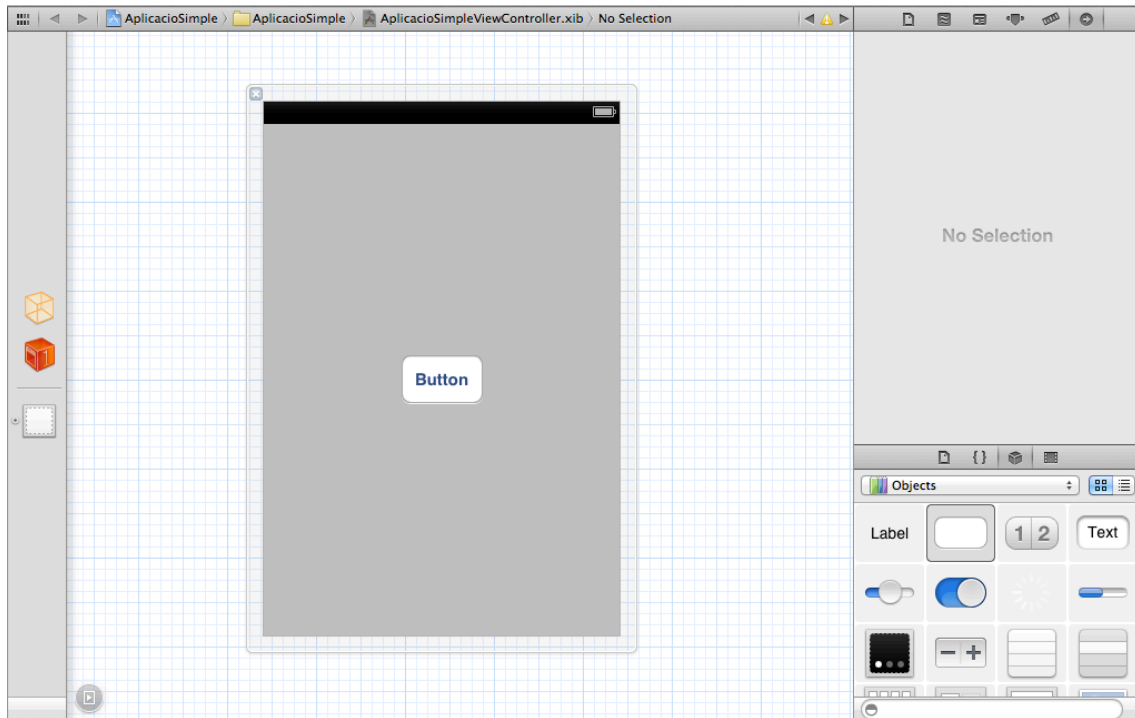 AplicacioSimple AplicacioSimple AplicacioSimpleViewController.xib No Selection
No Selection
Button
{}
Objects
Label 1 2 Text